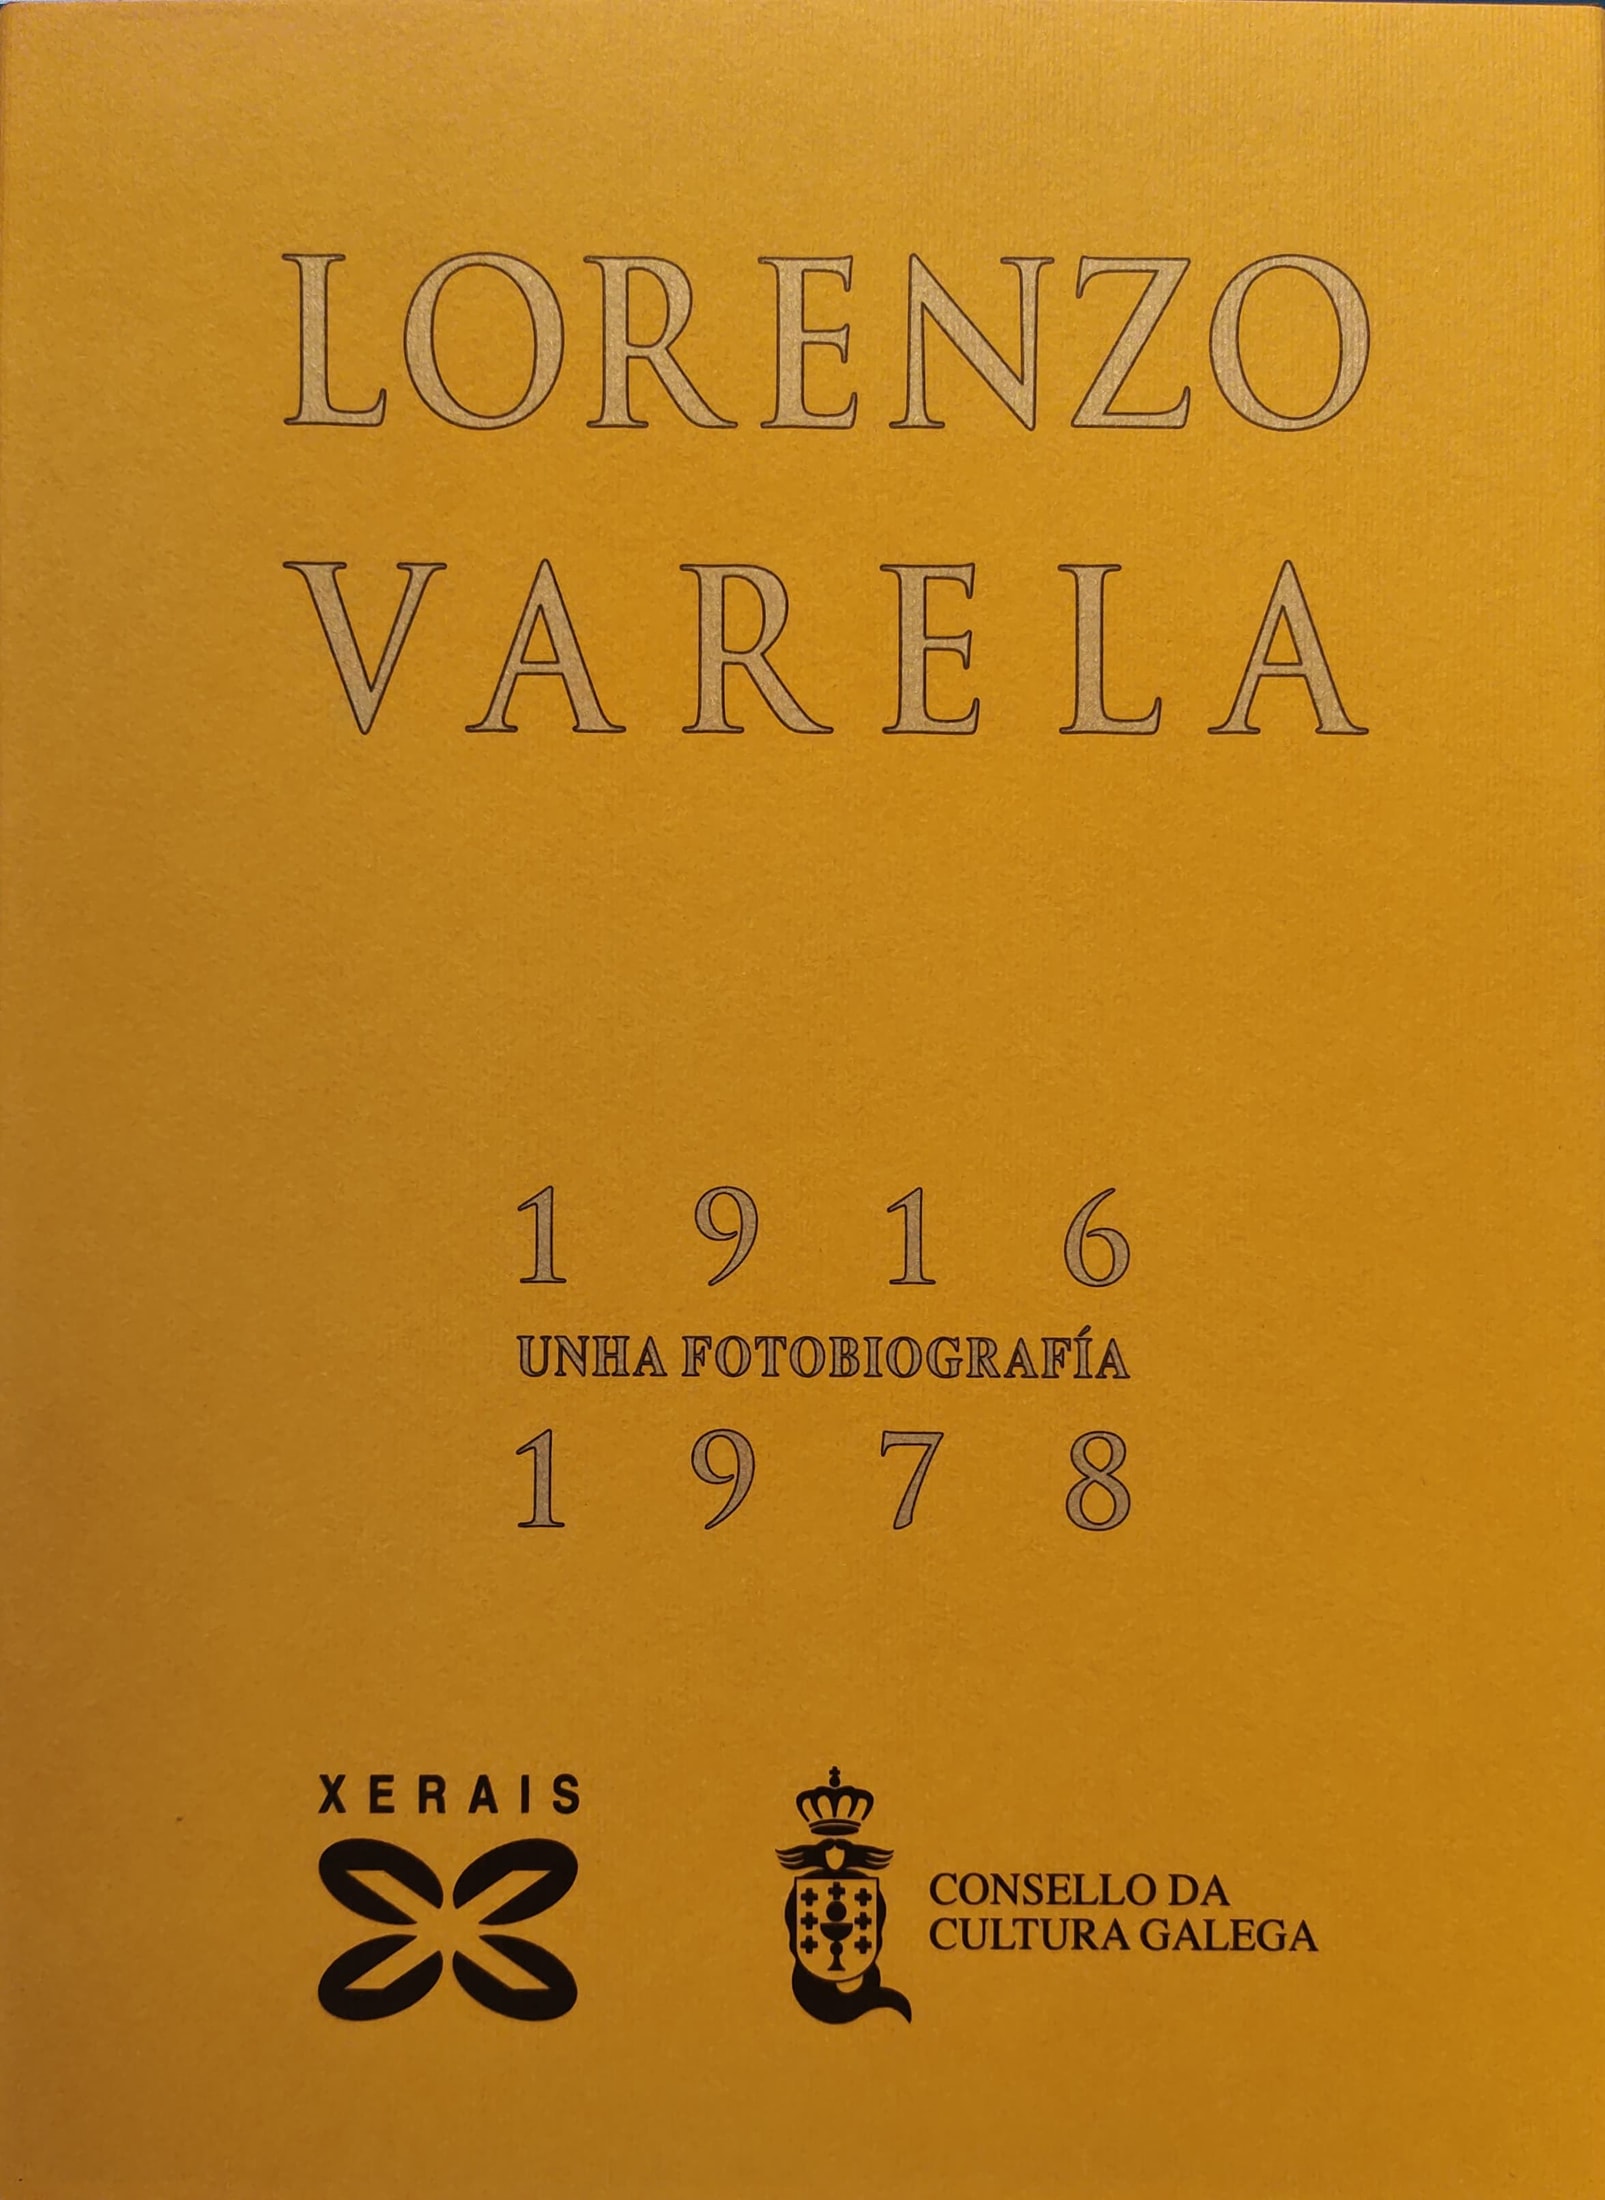 LORENZO
VARELA
1916
UNHA FOTOBIOGRAFÍA
1978
XERAIS
CONSELLO DA
CULTURA GALEGA